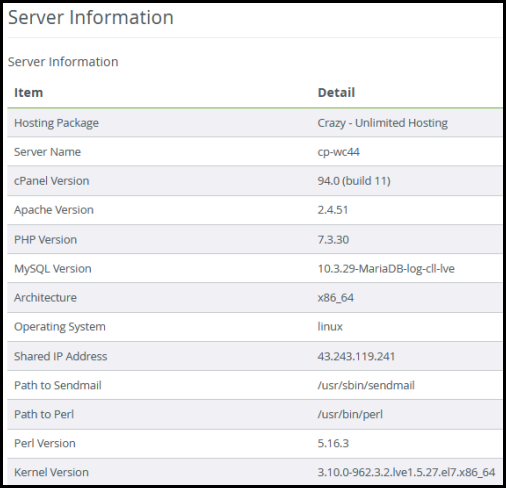 Server Information
Server Information
Item Detail
Hosting Package Crazy - Unlimited Hosting
Server Name cp-wc44
cPanel Version 94.0 (build 11)
Apache Version 2.4.51
PHP Version 7.3.30
MySQL Version 10.3.29-MariaDB-log-cll-lve
Architecture x86_64
Operating System linux
Shared IP Address 43.243.119.241
Path to Sendmail /usr/sbin/sendmail
Path to Perl /usr/bin/perl
Perl Version 5.16.3
Kernel Version 3.10.0-962.3.2.lve1.5.27.el7.x86_64